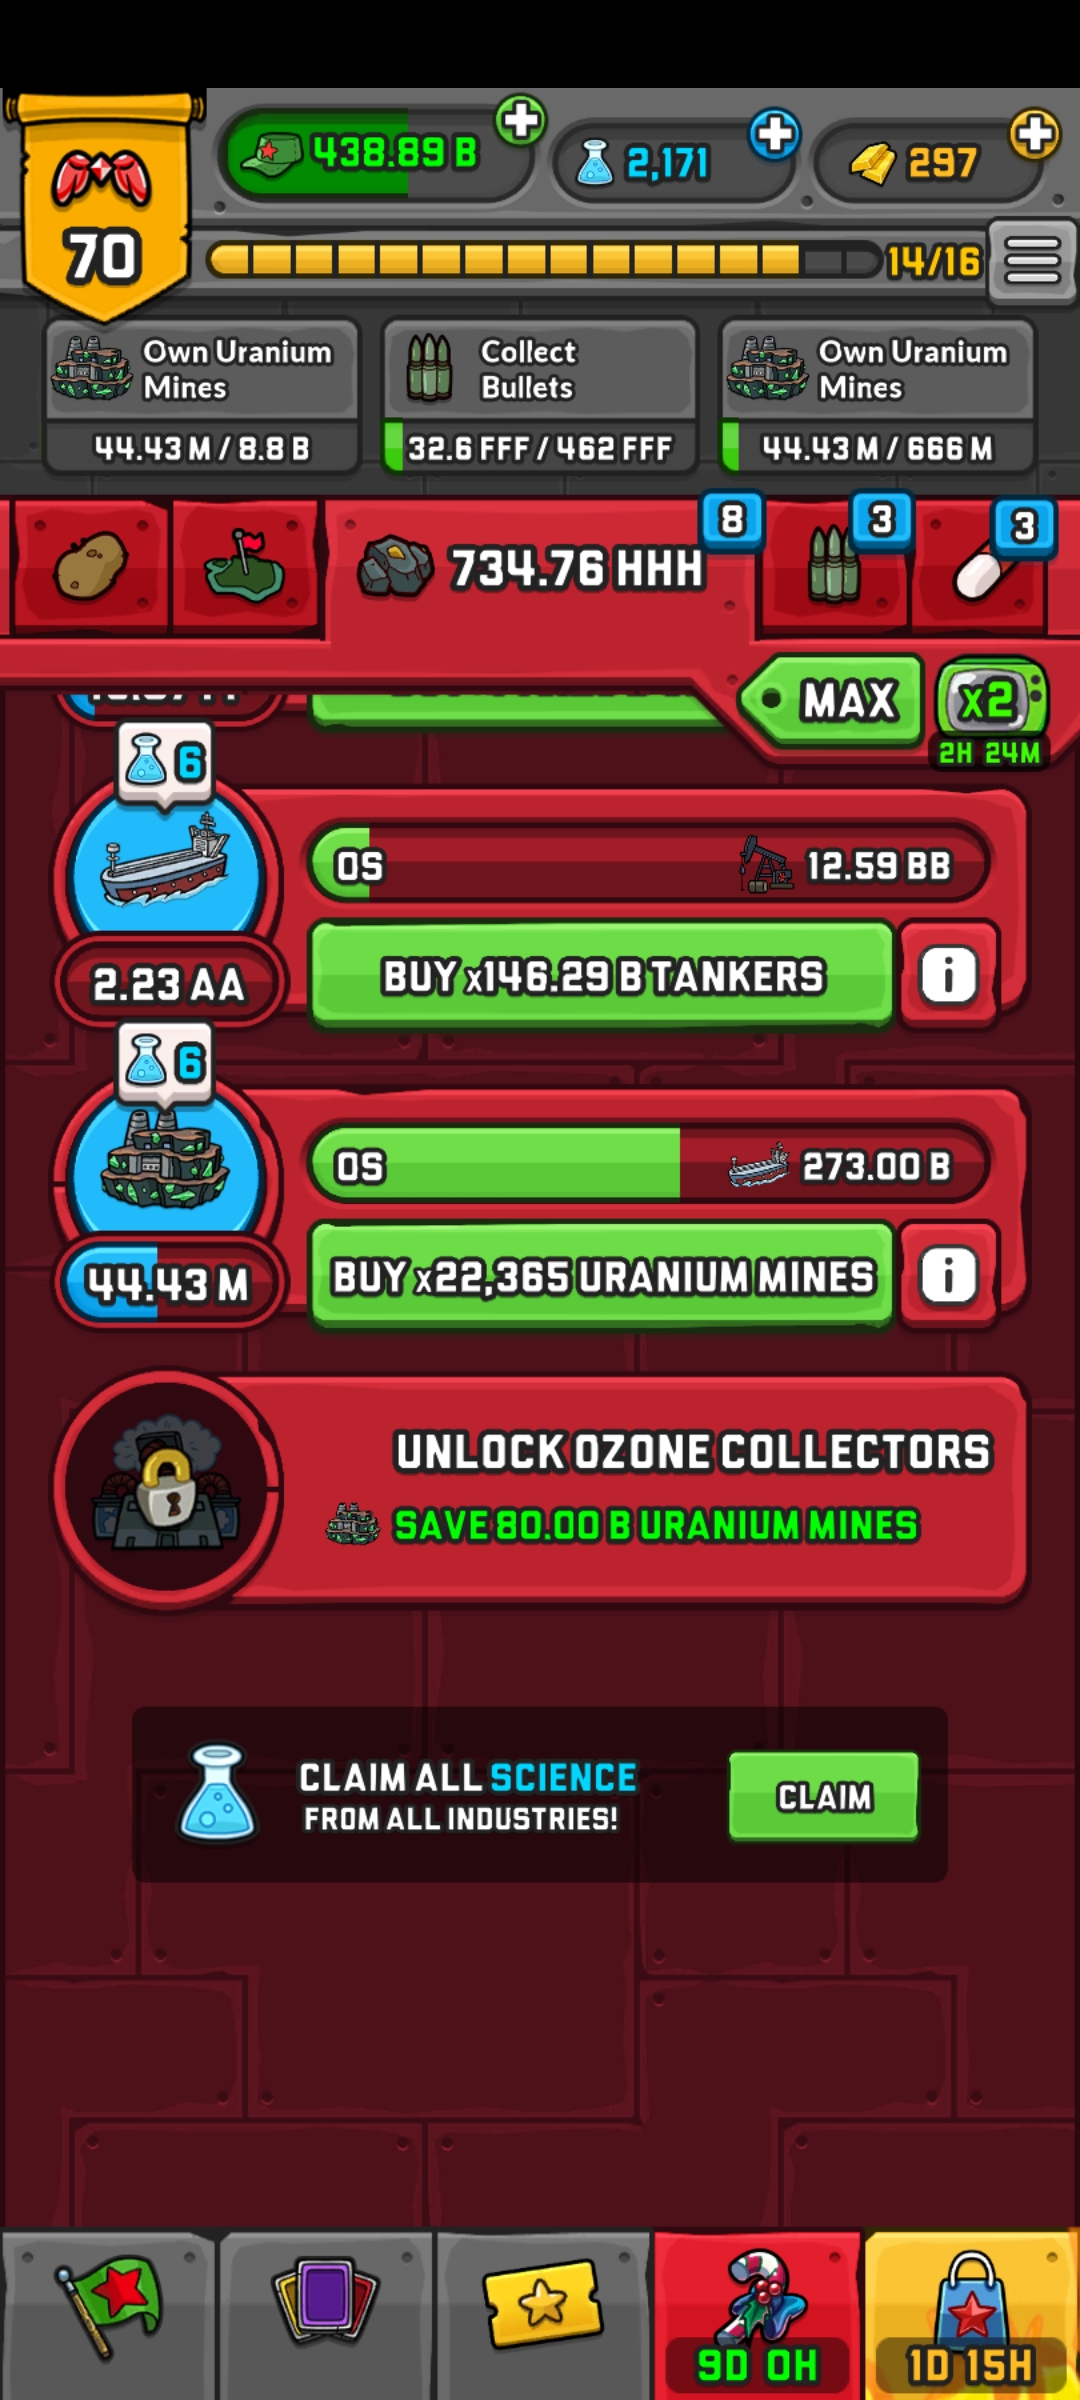 438.89 B
2,171
297
70
14/16
Own Uranium
Mines
44.43 M / 8.8 B
Collect
Bullets
32.6 FFF / 462 FFF
Own Uranium
Mines
44.43 M / 666 M
734.76 HHH
8
3
3
MAX
x2
2H 24M
6
0S
12.59 BB
2.23 AA
BUY x146.29 B TANKERS
i
6
0S
273.00 B
44.43 M
BUY x22,365 URANIUM MINES
i
UNLOCK OZONE COLLECTORS
SAVE 80.00 B URANIUM MINES
CLAIM ALL SCIENCE
FROM ALL INDUSTRIES!
CLAIM
9D 0H
1D 15H